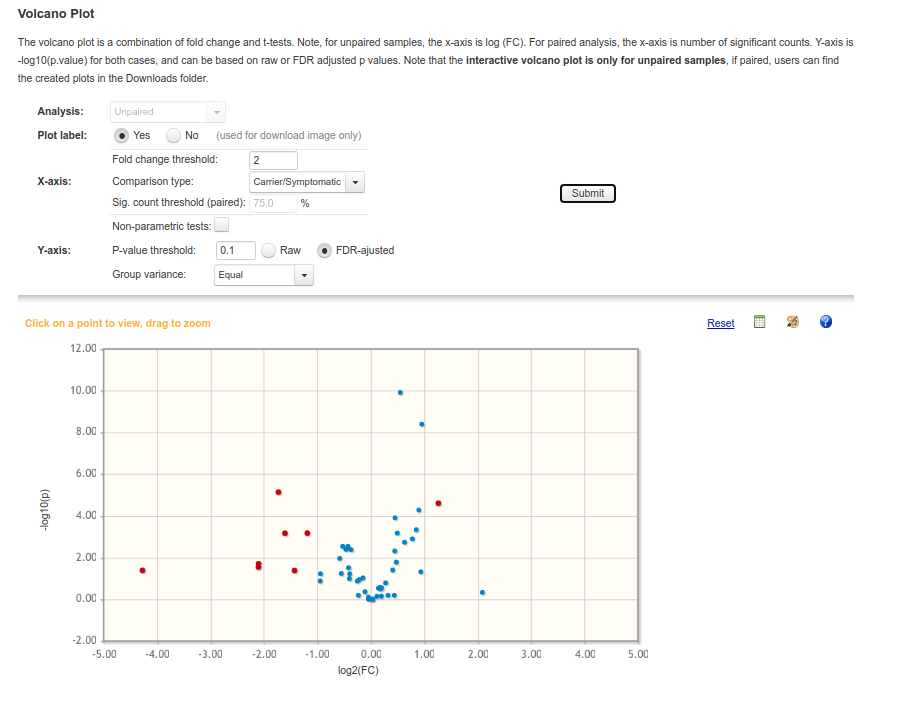 Volcano Plot
The volcano plot is a combination of fold change and t-tests. Note, for unpaired samples, the x-axis is log (FC). For paired analysis, the x-axis is number of significant counts. Y-axis is
-log10(p.value) for both cases, and can be based on raw or FDR adjusted p values. Note that the interactive volcano plot is only for unpaired samples, if paired, users can find
the created plots in the Downloads folder.
Analysis: Unpaired
Plot label: Yes No (used for download image only)
Fold change threshold: 2
X-axis: Comparison type: Carrier/Symptomatic
Submit
Sig. count threshold (paired): 75.0 %
Non-parametric tests:
Y-axis: P-value threshold: 0.1 Raw FDR-ajusted
Group variance: Equal
Click on a point to view, drag to zoom
Reset
?
12.00
10.00
8.00
6.00
4.00
2.00
0.00
-2.00
-log10(p)
-5.00 -4.00 -3.00 -2.00 -1.00 0.00 1.00 2.00 3.00 4.00 5.00
log2(FC)